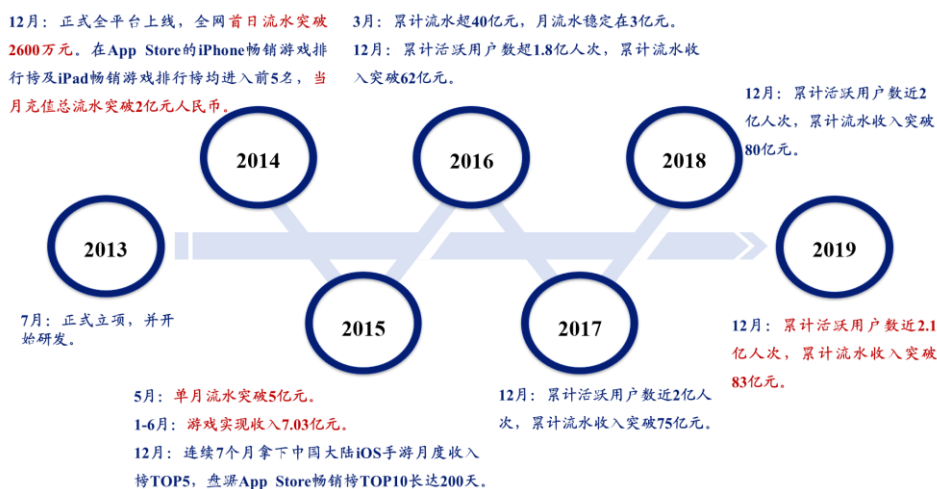 12月：正式全平台上线，全网首日流水突破
2600万元。在App Store的iPhone畅销游戏排
行榜及iPad畅销游戏排行榜均进入前5名，当
月充值总流水突破2亿元人民币。
3月：累计流水超40亿元，月流水稳定在3亿元。
12月：累计活跃用户数超1.8亿人次，累计流水收
入突破62亿元。
12月：累计活跃用户数近2
亿人次，累计流水收入突破
80亿元。
2014
2016
2018
2013
2019
2015
2017
7月：正式立项，并开
始研发。
5月：单月流水突破5亿元。
1-6月：游戏实现收入7.03亿元。
12月：连续7个月拿下中国大陆iOS手游月度收入
榜TOP5，盘踞App Store畅销榜TOP10长达200天。
12月：累计活跃用户数近2亿人
次，累计流水收入突破75亿元。
12月：累计活跃用户数近2.1
亿人次，累计流水收入突破
83亿元。